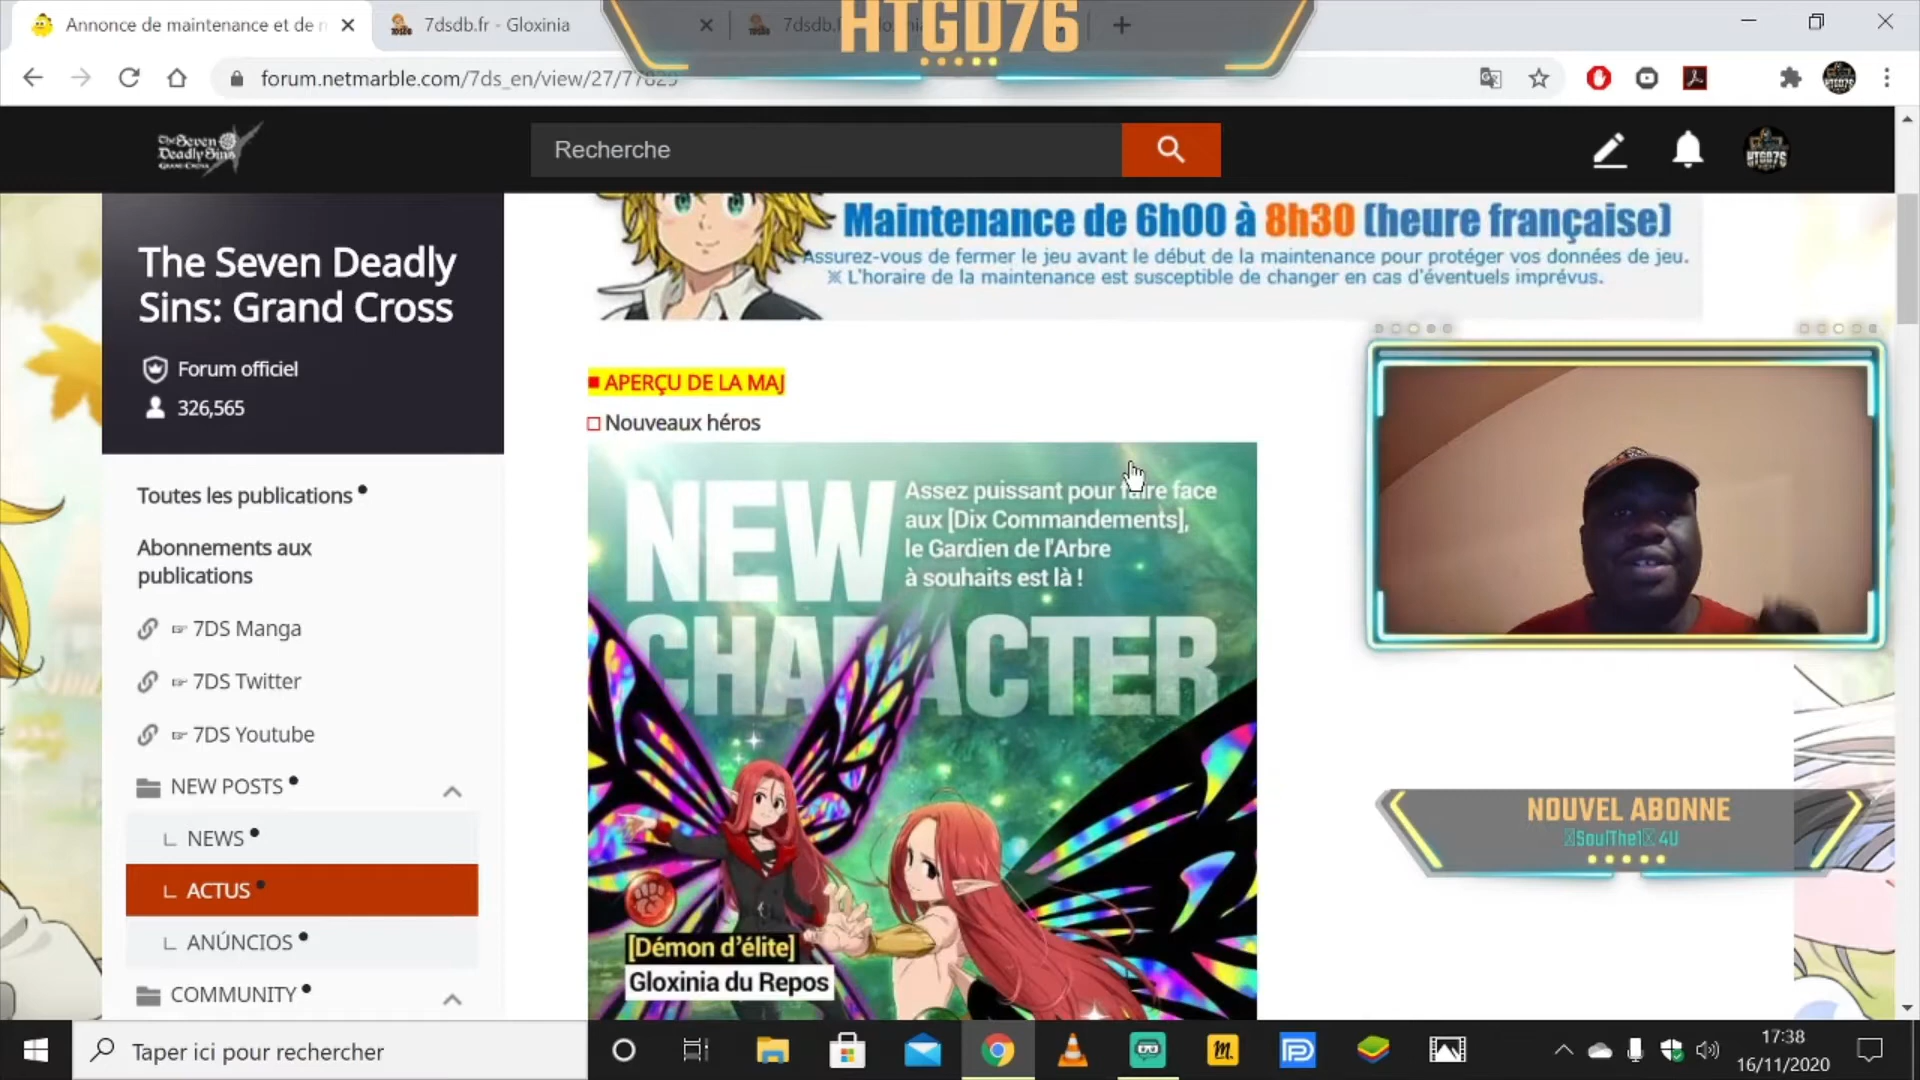 Annonce de maintenance et de r
7dsdb.fr - Gloxinia
HTGD76
forum.netmarble.com/7ds_en/view/27/77829
The Seven
Deadly Sins
GRAND CROSS
Recherche
Maintenance de 6h00 à 8h30 (heure française)
Assurez-vous de fermer le jeu avant le début de la maintenance pour protéger vos données de jeu.
※ L'horaire de la maintenance est susceptible de changer en cas d'éventuels imprévus.
The Seven Deadly
Sins: Grand Cross
Forum officiel
326,565
Toutes les publications
Abonnements aux
publications
☞ 7DS Manga
☞ 7DS Twitter
☞ 7DS Youtube
NEW POSTS
NEWS
ACTUS
ANÚNCIOS
COMMUNITY
■ APERÇU DE LA MAJ
□ Nouveaux héros
NEW
CHARACTER
Assez puissant pour faire face
aux [Dix Commandements],
le Gardien de l'Arbre
à souhaits est là !
[Démon d'élite]
Gloxinia du Repos
NOUVEL ABONNE
SoulThe1 4U
Taper ici pour rechercher
17:38
16/11/2020